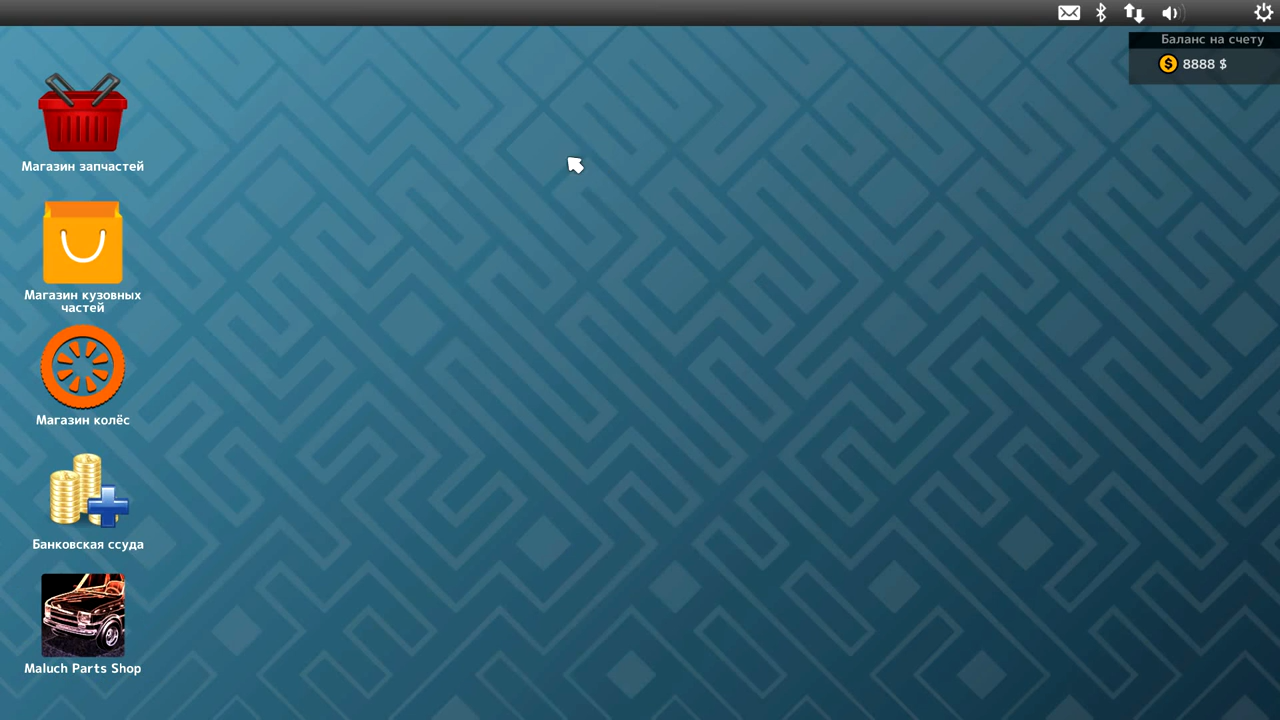 Баланс на счету
8888 $
Магазин запчастей
Магазин кузовных
частей
Магазин колёс
Банковская ссуда
Maluch Parts Shop